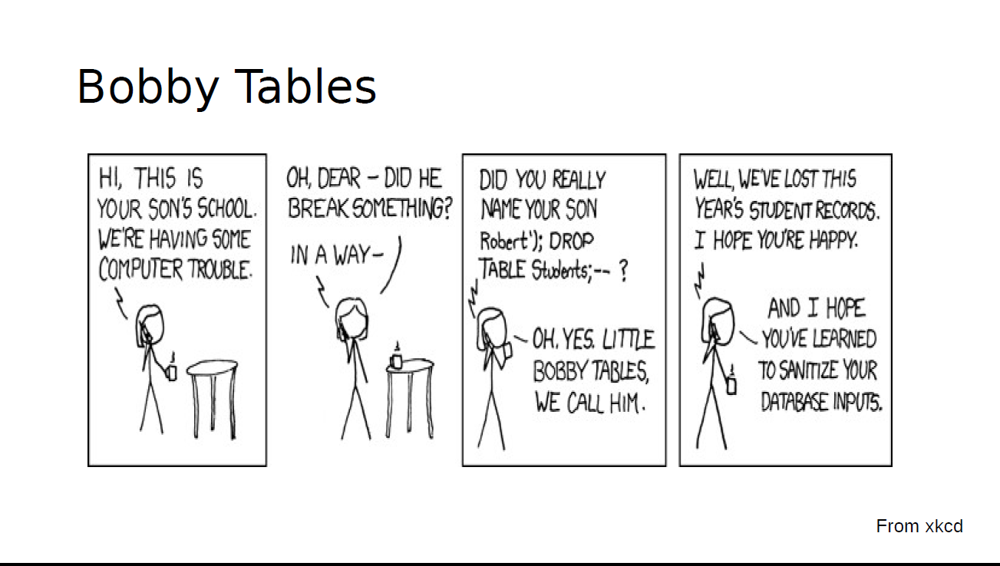 Bobby Tables
HI, THIS IS
YOUR SON'S SCHOOL.
WE'RE HAVING SOME
COMPUTER TROUBLE.
OH, DEAR – DID HE
BREAK SOMETHING?
IN A WAY–
DID YOU REALLY
NAME YOUR SON
Robert'); DROP
TABLE Students;-- ?
OH. YES. LITTLE
BOBBY TABLES,
WE CALL HIM.
WELL, WE'VE LOST THIS
YEAR'S STUDENT RECORDS.
I HOPE YOU'RE HAPPY.
AND I HOPE
YOU'VE LEARNED
TO SANITIZE YOUR
DATABASE INPUTS.
From xkcd